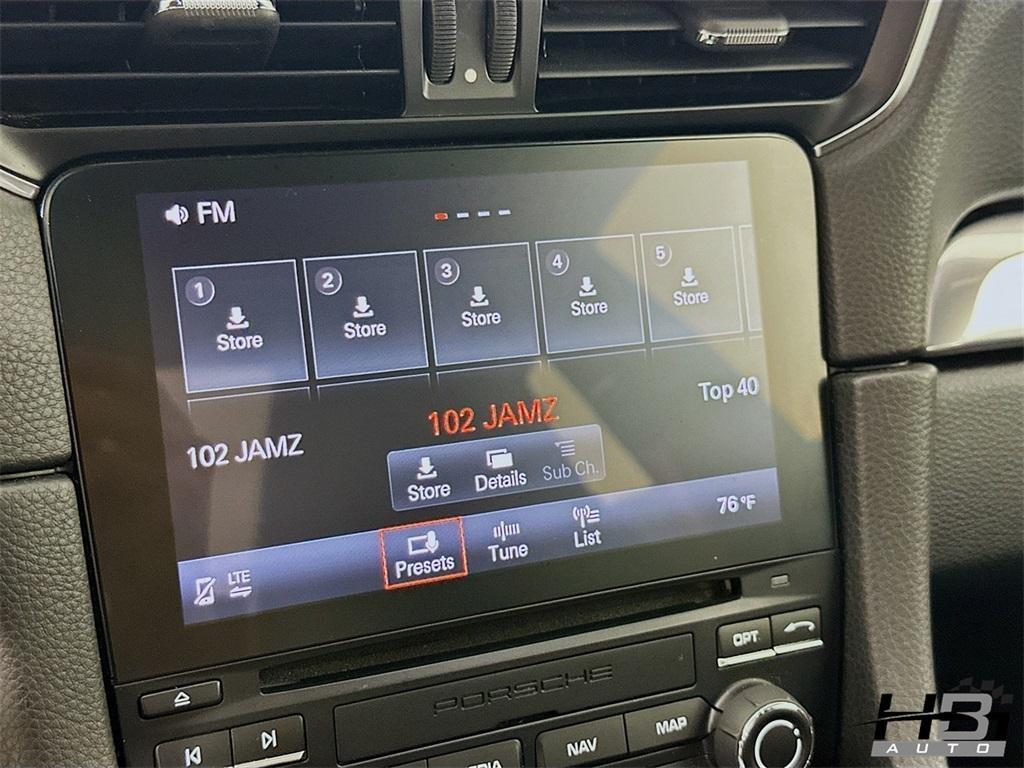 FM
1 2 3 4 5
Store Store Store Store Store
Top 40
102 JAMZ
102 JAMZ
Store Details Sub Ch.
76°F
Presets Tune List
LTE
OPT
PORSCHE
NAV MAP
H3
AUTO